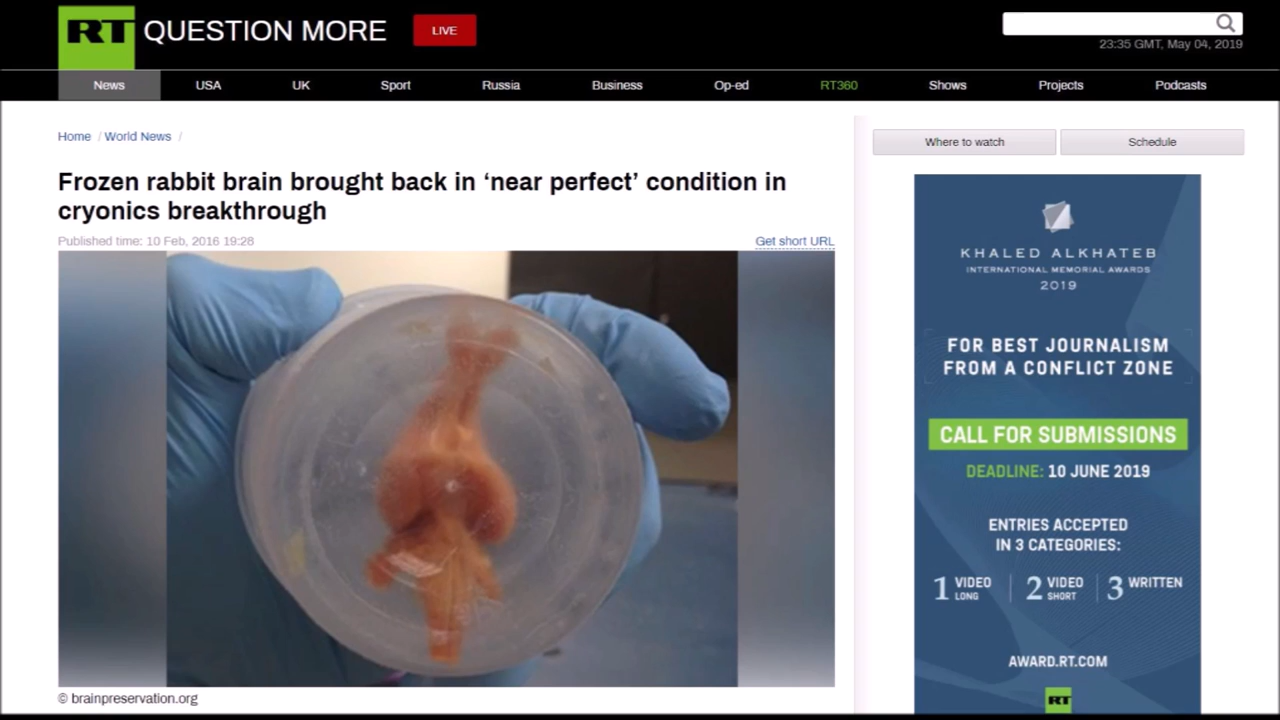 RT QUESTION MORE
LIVE
23:35 GMT, May 04, 2019
News USA UK Sport Russia Business Op-ed RT360 Shows Projects Podcasts
Home / World News /
Frozen rabbit brain brought back in ‘near perfect’ condition in
cryonics breakthrough
Published time: 10 Feb, 2016 19:28
Get short URL
© brainpreservation.org
Where to watch
Schedule
KHALED ALKHATEB
INTERNATIONAL MEMORIAL AWARDS
2019
FOR BEST JOURNALISM
FROM A CONFLICT ZONE
CALL FOR SUBMISSIONS
DEADLINE: 10 JUNE 2019
ENTRIES ACCEPTED
IN 3 CATEGORIES:
1 VIDEO LONG 2 VIDEO SHORT 3 WRITTEN
AWARD.RT.COM
RT